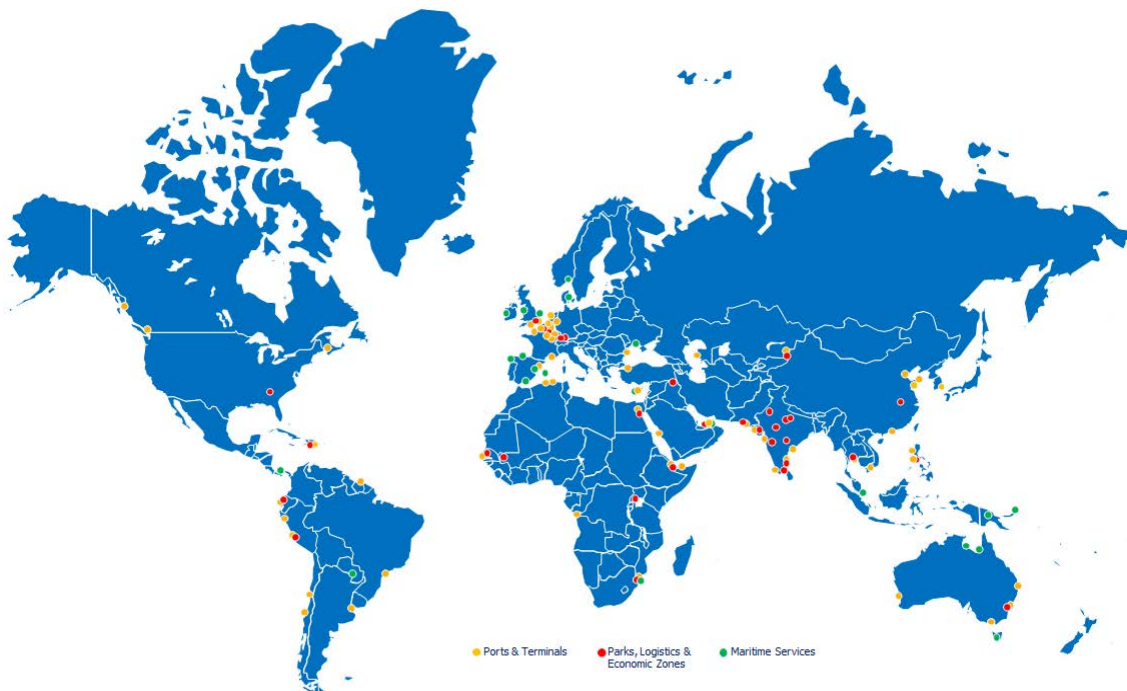 Ports & Terminals
Parks, Logistics &
Economic Zones
Maritime Services